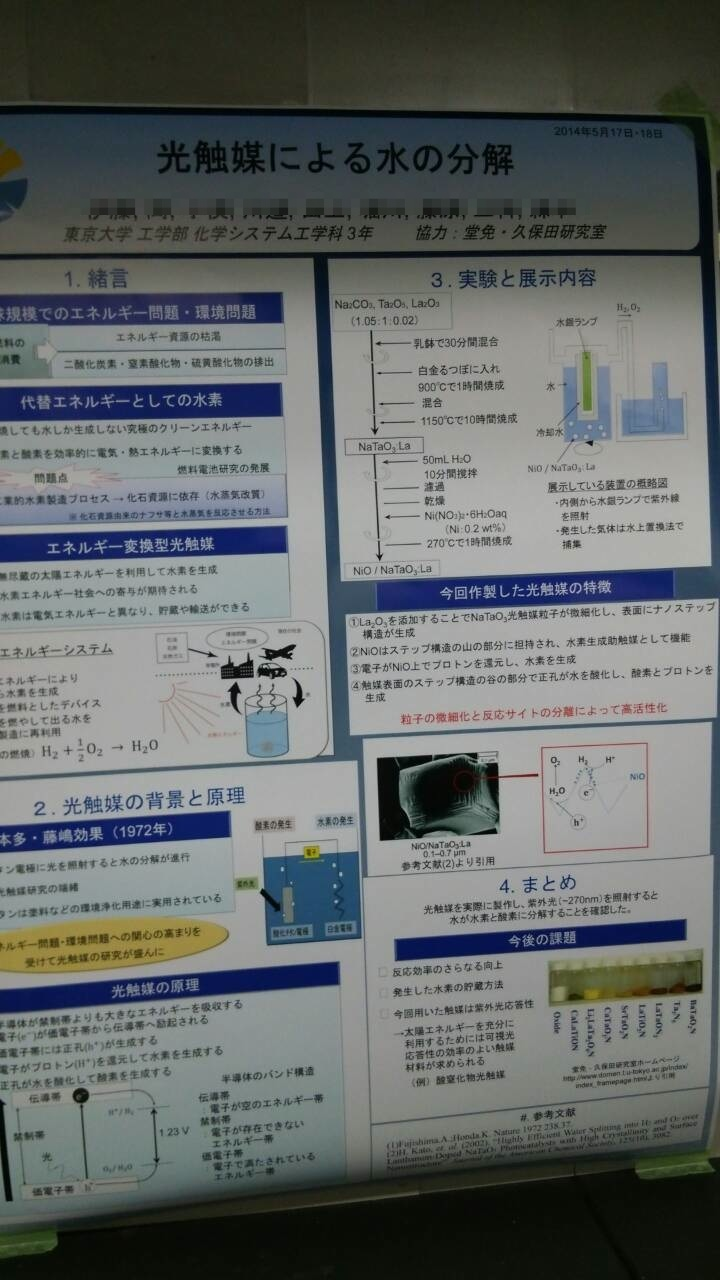 2014年5月17日・18日
光触媒による水の分解
東京大学 工学部 化学システム工学科 3年 協力：堂免・久保田研究室
1. 緒言
規模でのエネルギー問題・環境問題
料の
消費
エネルギー資源の枯渇
二酸化炭素・窒素酸化物・硫黄酸化物の排出
代替エネルギーとしての水素
焼しても水しか生成しない究極のクリーンエネルギー
素と酸素を効率的に電気・熱エネルギーに変換する
燃料電池研究の発展
問題点
業的水素製造プロセス → 化石資源に依存（水蒸気改質）
※ 化石資源由来のナフサ等と水蒸気を反応させる方法
エネルギー変換型光触媒
無尽蔵の太陽エネルギーを利用して水素を生成
水素エネルギー社会への寄与が期待される
水素は電気エネルギーと異なり、貯蔵や輸送ができる
エネルギーシステム
エネルギーにより
ら水素を生成
を燃料としたデバイス
を燃やして出る水を
製造に再利用
の燃焼）H₂ + 1/2 O₂ → H₂O
2. 光触媒の背景と原理
本多・藤嶋効果（1972年）
タン電極に光を照射すると水の分解が進行
光触媒研究の端緒
タンは塗料などの環境浄化用途に実用されている
ネルギー問題・環境問題への関心の高まりを
受けて光触媒の研究が盛んに
酸素の発生
水素の発生
電子
紫外光
酸化チタン電極
白金電極
光触媒の原理
半導体が禁制帯よりも大きなエネルギーを吸収する
電子(e⁻)が価電子帯から伝導帯へ励起される
価電子帯には正孔(h⁺)が生成する
電子がプロトン(H⁺)を還元して水素を生成する
正孔が水を酸化して酸素を生成する
伝導帯
e⁻
H⁺/H₂
禁制帯
1.23 V
光
O₂/H₂O
価電子帯
h⁺
半導体のバンド構造
伝導帯
：電子が空のエネルギー帯
禁制帯
：電子が存在できない
エネルギー帯
価電子帯
：電子で満たされている
エネルギー帯
3. 実験と展示内容
Na₂CO₃, Ta₂O₅, La₂O₃
（1.05：1：0.02）
乳鉢で30分間混合
白金るつぼに入れ
900℃で1時間焼成
混合
1150℃で10時間焼成
NaTaO₃:La
50mL H₂O
10分間撹拌
濾過
乾燥
Ni(NO₃)₂・6H₂Oaq
(Ni：0.2 wt%)
270℃で1時間焼成
NiO / NaTaO₃:La
H₂, O₂
水銀ランプ
水
冷却水
NiO / NaTaO₃: La
展示している装置の概略図
・内側から水銀ランプで紫外線
を照射
・発生した気体は水上置換法で
捕集
今回作製した光触媒の特徴
①La₂O₃を添加することでNaTaO₃光触媒粒子が微細化し、表面にナノステップ
構造が生成
②NiOはステップ構造の山の部分に担持され、水素生成助触媒として機能
③電子がNiO上でプロトンを還元し、水素を生成
④触媒表面のステップ構造の谷の部分で正孔が水を酸化し、酸素とプロトンを
生成
粒子の微細化と反応サイトの分離によって高活性化
NiO/NaTaO₃:La
0.1–0.7 μm
参考文献(2)より引用
O₂
H₂
H⁺
NiO
H₂O
e⁻
h⁺
4. まとめ
光触媒を実際に製作し、紫外光(~270nm)を照射すると
水が水素と酸素に分解することを確認した。
今後の課題
反応効率のさらなる向上
発生した水素の貯蔵方法
今回用いた触媒は紫外光応答性
→太陽エネルギーを充分に
利用するためには可視光
応答性の効率のよい触媒
材料が求められる
（例）酸窒化物光触媒
Oxide
CaLaTiON
CaTaO₂N
SrTaO₂N
LaTiO₂N
LaTaON₂
Ta₃N₅
BaTaO₂N
堂免・久保田研究室ホームページ
http://www.domen.t.u-tokyo.ac.jp/index/
index_framepage.htmlより引用
#. 参考文献
(1)Fujishima.A.;Honda.K. Nature 1972 238,37.
(2)H. Kato, et. al. (2002), "Highly Efficient Water Splitting into H₂ and O₂ over
Lanthanum-Doped NaTaO₃ Photocatalysts with High Crystallinity and Surface
Nanostructure" Journal of the American Chemical Society, 125(10), 3082.